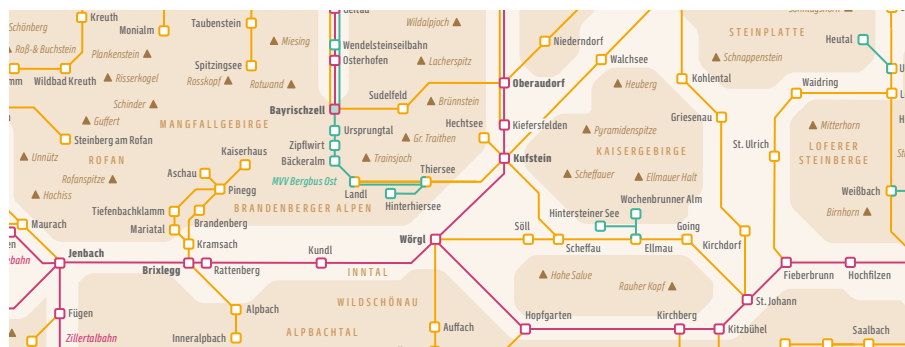 Kreuth
Taubenstein
Wildalpjoch
Schönberg
Monialm
Miesing
Niederndorf
STEINPLATTE
Heutal
Roß- & Buchstein
Plankenstein
Wendelsteinseilbahn
Osterhofen
Lacherspitz
Walchsee
Schnappenstein
Wildbad Kreuth
Risserkogel
Spitzingsee
Rosskopf
Rotwand
Oberaudorf
Heuberg
Kohlental
Waidring
Schinder
Bayrischzell
Sudelfeld
Brünnstein
Guffert
MANGFALLGEBIRGE
Hechtsee
Kiefersfelden
Griesenau
Mitterhorn
Steinberg am Rofan
Ursprungtal
Gr. Traithen
Pyramidenspitze
St. Ulrich
LOFERER
STEINBERGE
Unnütz
ROFAN
Kaiserhaus
Zipflwirt
Bäckeralm
Trainsjoch
Kufstein
KAISERGEBIRGE
Aschau
Thiersee
Scheffauer
Ellmauer Halt
Rofanspitze
Hochiss
Pinegg
MVV Bergbus Ost
Landl
Hinterthiersee
Wochenbrunner Alm
Weißbach
Tiefenbachklamm
BRANDENBERGER ALPEN
Hintersteiner See
Birnhorn
Maurach
Mariatal
Brandenberg
Wörgl
Söll
Going
Kirchdorf
Kramsach
Scheffau
Ellmau
Jenbach
Brixlegg
Rattenberg
Kundl
INNTAL
Hohe Salve
Rauher Kopf
Fieberbrunn
Hochfilzen
WILDSCHÖNAU
St. Johann
Fügen
Alpbach
Auffach
Hopfgarten
Kirchberg
Kitzbühel
Saalbach
Zillertalbahn
Inneralpbach
ALPBACHTAL